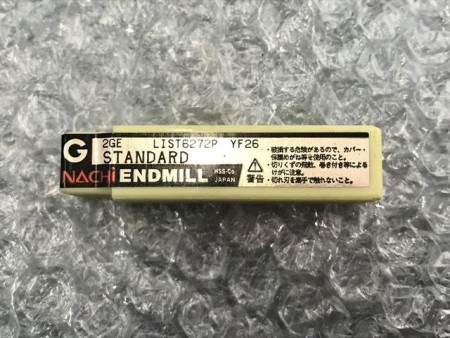 G
2GE LIST6272P YF26
STANDARD
NACHI ENDMILL HSS-Co
JAPAN
警告
・破損する危険があるので、カバー・
保護めがね等を使用のこと。
・切りくずの飛散、巻き付き等による
けがに注意。
・切れ刃を素手で触れないこと。